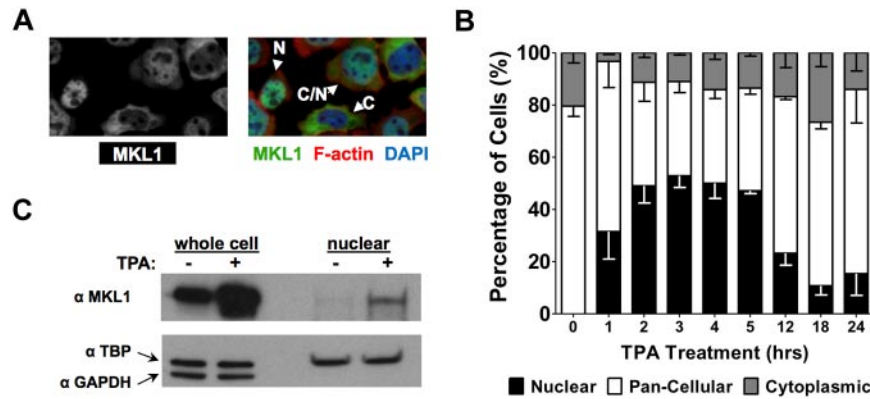 A
N
C/N
C
MKL1
MKL1 F-actin DAPI
B
Percentage of Cells (%)
100
80
60
40
20
0
0 1 2 3 4 5 12 18 24
TPA Treatment (hrs)
Nuclear Pan-Cellular Cytoplasmic
C
whole cell nuclear
TPA: - + - +
α MKL1
α TBP
α GAPDH